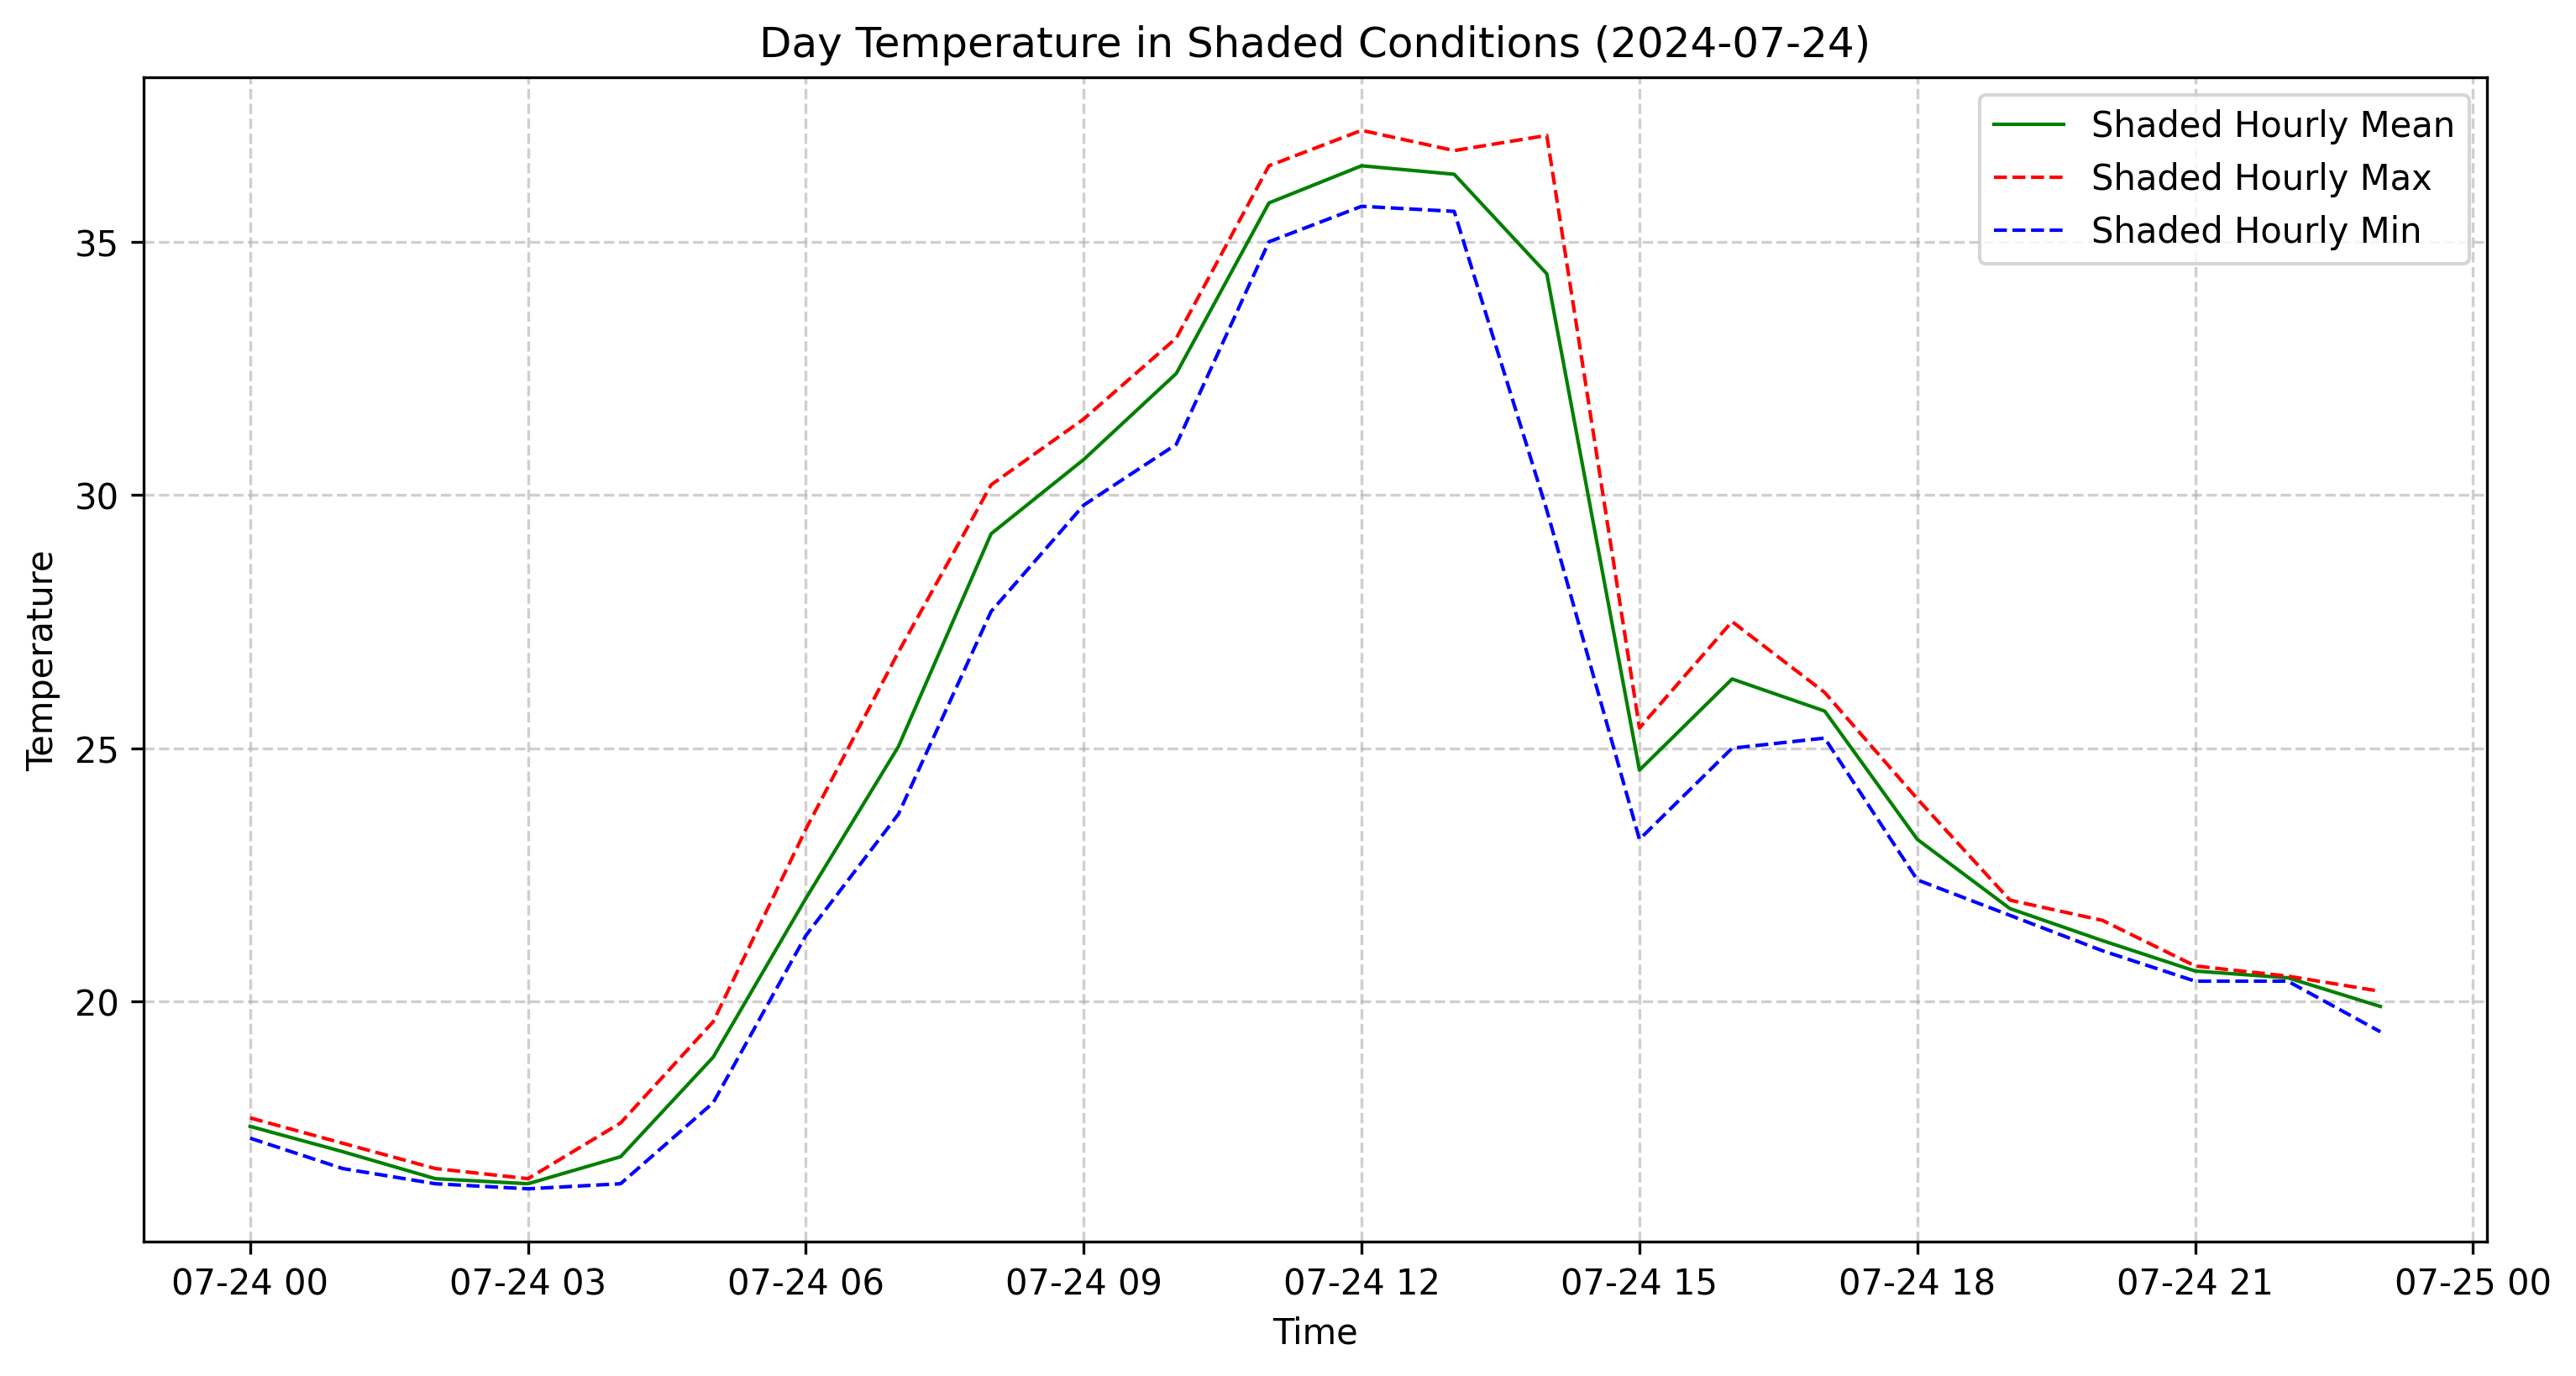 Day Temperature in Shaded Conditions (2024-07-24)
Shaded Hourly Mean
Shaded Hourly Max
Shaded Hourly Min
Temperature
35
30
25
20
07-24 00 07-24 03 07-24 06 07-24 09 07-24 12 07-24 15 07-24 18 07-24 21 07-25 00
Time